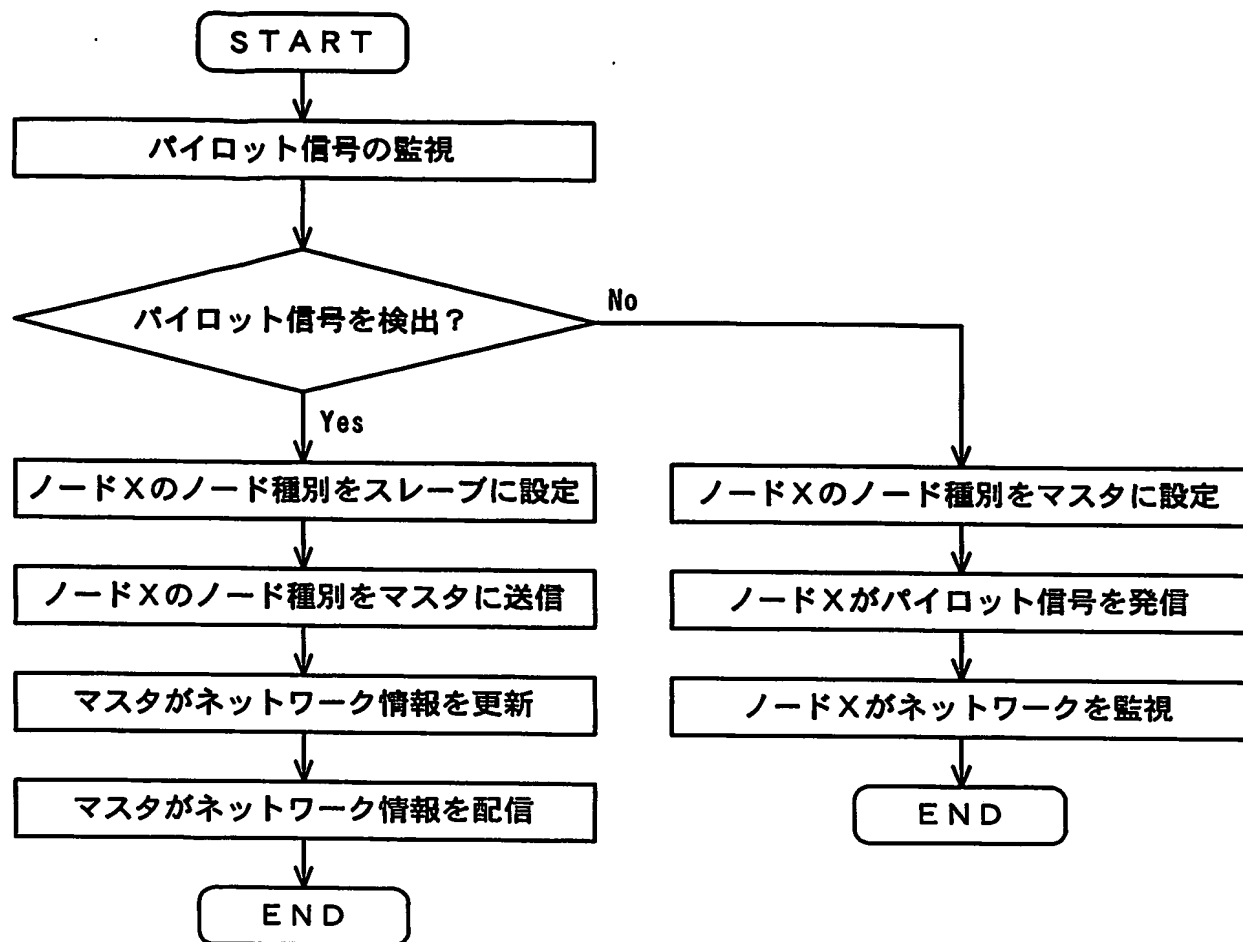 START
パイロット信号の監視
パイロット信号を検出？
No
Yes
ノードXのノード種別をスレーブに設定
ノードXのノード種別をマスタに送信
マスタがネットワーク情報を更新
マスタがネットワーク情報を配信
END
ノードXのノード種別をマスタに設定
ノードXがパイロット信号を発信
ノードXがネットワークを監視
END